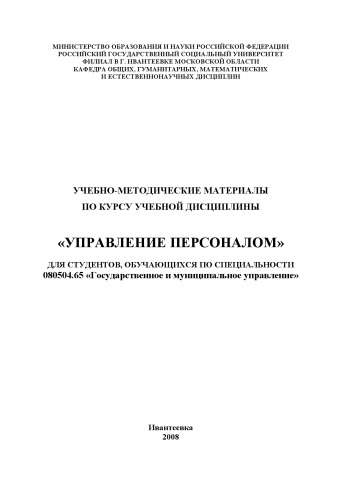 МИНИСТЕРСТВО ОБРАЗОВАНИЯ И НАУКИ РОССИЙСКОЙ ФЕДЕРАЦИИ
РОССИЙСКИЙ ГОСУДАРСТВЕННЫЙ СОЦИАЛЬНЫЙ УНИВЕРСИТЕТ
ФИЛИАЛ В Г. ИВАНТЕЕВКЕ МОСКОВСКОЙ ОБЛАСТИ
КАФЕДРА ОБЩИХ, ГУМАНИТАРНЫХ, МАТЕМАТИЧЕСКИХ
И ЕСТЕСТВЕННОНАУЧНЫХ ДИСЦИПЛИН
УЧЕБНО-МЕТОДИЧЕСКИЕ МАТЕРИАЛЫ
ПО КУРСУ УЧЕБНОЙ ДИСЦИПЛИНЫ
«УПРАВЛЕНИЕ ПЕРСОНАЛОМ»
ДЛЯ СТУДЕНТОВ, ОБУЧАЮЩИХСЯ ПО СПЕЦИАЛЬНОСТИ
080504.65 «Государственное и муниципальное управление»
Ивантеевка
2008